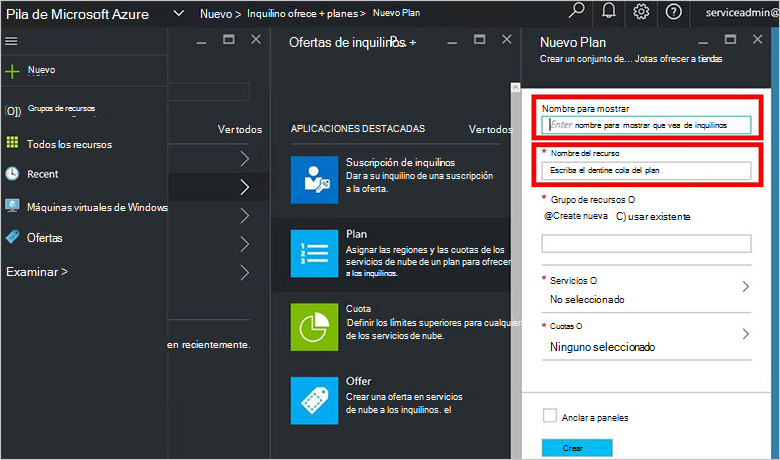 Pila de Microsoft Azure
Nuevo > Inquilino ofrece + planes > Nuevo Plan
serviceadmin@
Nuevo
Grupos de recursos
Todos los recursos
Recent
Máquinas virtuales de Windows
Ofertas
Examinar >
Ver todos
en recientemente.
Ofertas de inquilinos +
APLICACIONES DESTACADAS
Ver todos
Suscripción de inquilinos
Dar a su inquilino de una suscripción
a la oferta.
Plan
Asignar las regiones y las cuotas de los
servicios de nube de un plan para ofrecer
a los inquilinos.
Cuota
Definir los límites superiores para cualquier
de los servicios de nube.
Offer
Crear una oferta en servicios
de nube a los inquilinos. el
Nuevo Plan
Crear un conjunto de... Jotas ofrecer a tiendas
Nombre para mostrar
Enter nombre para mostrar que vea de inquilinos
* Nombre del recurso
Escriba el dentine cola del plan
* Grupo de recursos O
@Create nueva C) usar existente
* Servicios O
No seleccionado
* Cuotas O
Ninguno seleccionado
Anclar a paneles
Crear